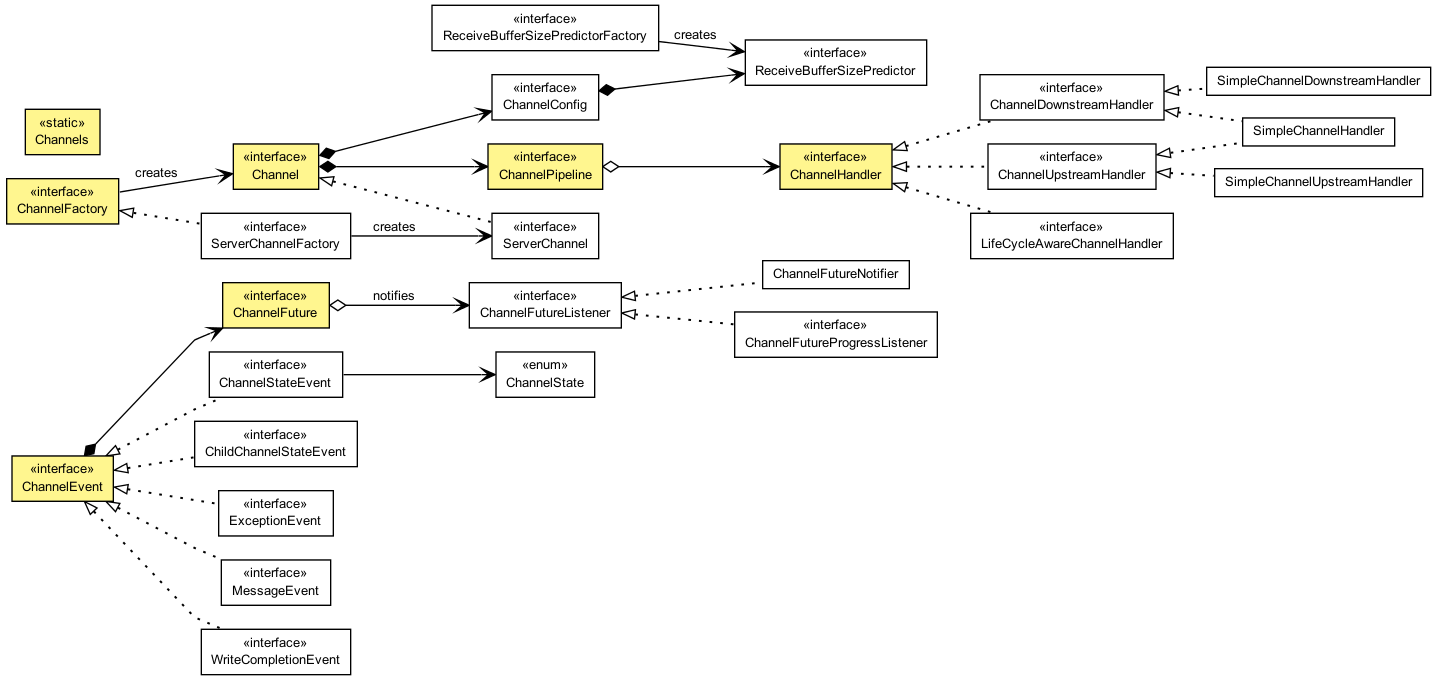 «interface»
ReceiveBufferSizePredictorFactory
creates
«interface»
ReceiveBufferSizePredictor
«interface»
ChannelConfig
«interface»
ChannelDownstreamHandler
SimpleChannelDownstreamHandler
«static»
Channels
SimpleChannelHandler
«interface»
Channel
«interface»
ChannelPipeline
«interface»
ChannelHandler
«interface»
ChannelUpstreamHandler
creates
«interface»
ChannelFactory
SimpleChannelUpstreamHandler
«interface»
ServerChannelFactory
creates
«interface»
ServerChannel
«interface»
LifeCycleAwareChannelHandler
ChannelFutureNotifier
«interface»
ChannelFuture
notifies
«interface»
ChannelFutureListener
«interface»
ChannelFutureProgressListener
«interface»
ChannelStateEvent
«enum»
ChannelState
«interface»
ChildChannelStateEvent
«interface»
ChannelEvent
«interface»
ExceptionEvent
«interface»
MessageEvent
«interface»
WriteCompletionEvent